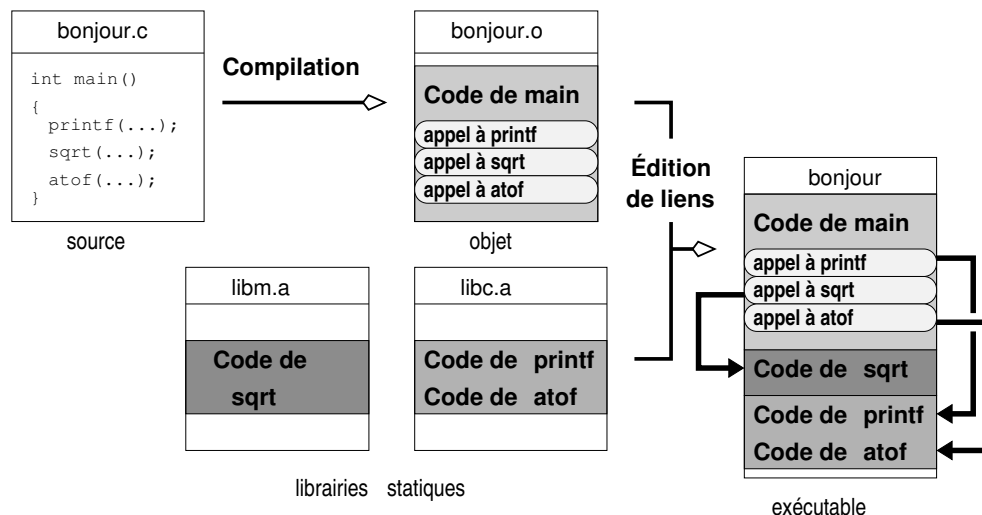 bonjour.c
int main()
{
printf(...);
sqrt(...);
atof(...);
}
source
Compilation
bonjour.o
Code de main
appel à printf
appel à sqrt
appel à atof
objet
Édition
de liens
libm.a
Code de
sqrt
libc.a
Code de printf
Code de atof
librairies statiques
bonjour
Code de main
appel à printf
appel à sqrt
appel à atof
Code de sqrt
Code de printf
Code de atof
exécutable